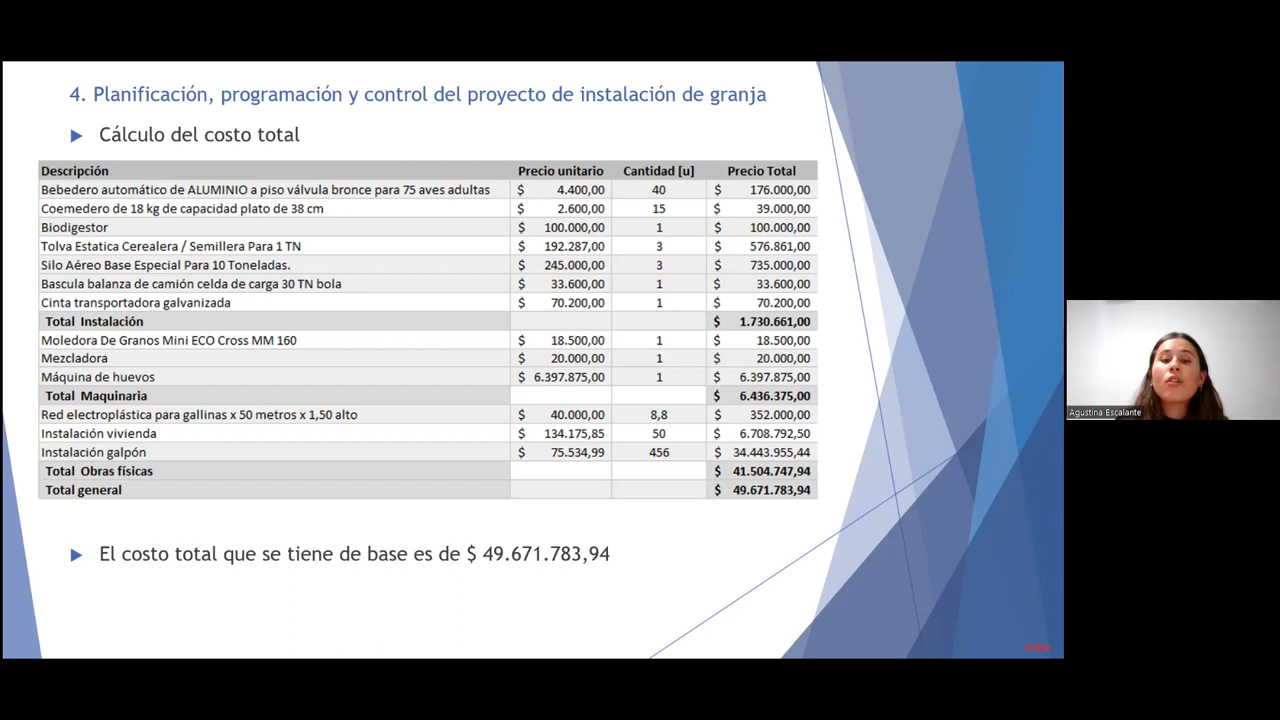 4. Planificación, programación y control del proyecto de instalación de granja
Cálculo del costo total
Descripción Precio unitario Cantidad [u] Precio Total
Bebedero automático de ALUMINIO a piso válvula bronce para 75 aves adultas $ 4.400,00 40 $ 176.000,00
Coemedero de 18 kg de capacidad plato de 38 cm $ 2.600,00 15 $ 39.000,00
Biodigestor $ 100.000,00 1 $ 100.000,00
Tolva Estatica Cerealera / Semillera Para 1 TN $ 192.287,00 3 $ 576.861,00
Silo Aéreo Base Especial Para 10 Toneladas. $ 245.000,00 3 $ 735.000,00
Bascula balanza de camión celda de carga 30 TN bola $ 33.600,00 1 $ 33.600,00
Cinta transportadora galvanizada $ 70.200,00 1 $ 70.200,00
Total Instalación $ 1.730.661,00
Moledora De Granos Mini ECO Cross MM 160 $ 18.500,00 1 $ 18.500,00
Mezcladora $ 20.000,00 1 $ 20.000,00
Máquina de huevos $ 6.397.875,00 1 $ 6.397.875,00
Total Maquinaria $ 6.436.375,00
Red electroplástica para gallinas x 50 metros x 1,50 alto $ 40.000,00 8,8 $ 352.000,00
Instalación vivienda $ 134.175,85 50 $ 6.708.792,50
Instalación galpón $ 75.534,99 456 $ 34.443.955,44
Total Obras físicas $ 41.504.747,94
Total general $ 49.671.783,94
El costo total que se tiene de base es de $ 49.671.783,94
Agustina Escalante